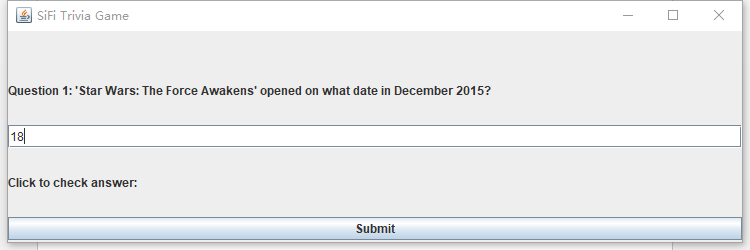 SiFi Trivia Game
Question 1: 'Star Wars: The Force Awakens' opened on what date in December 2015?
18
Click to check answer:
Submit